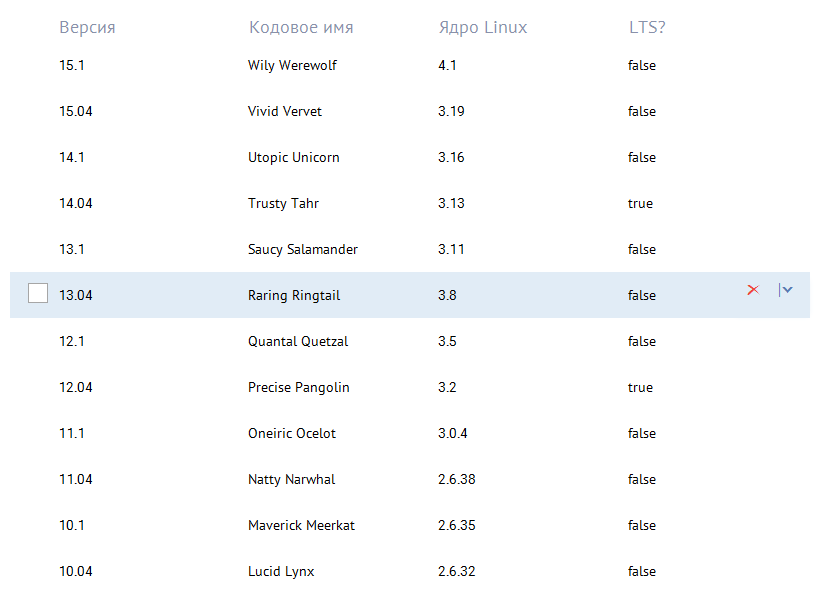 Версия Кодовое имя Ядро Linux LTS?
15.1 Wily Werewolf 4.1 false
15.04 Vivid Vervet 3.19 false
14.1 Utopic Unicorn 3.16 false
14.04 Trusty Tahr 3.13 true
13.1 Saucy Salamander 3.11 false
13.04 Raring Ringtail 3.8 false
12.1 Quantal Quetzal 3.5 false
12.04 Precise Pangolin 3.2 true
11.1 Oneiric Ocelot 3.0.4 false
11.04 Natty Narwhal 2.6.38 false
10.1 Maverick Meerkat 2.6.35 false
10.04 Lucid Lynx 2.6.32 false